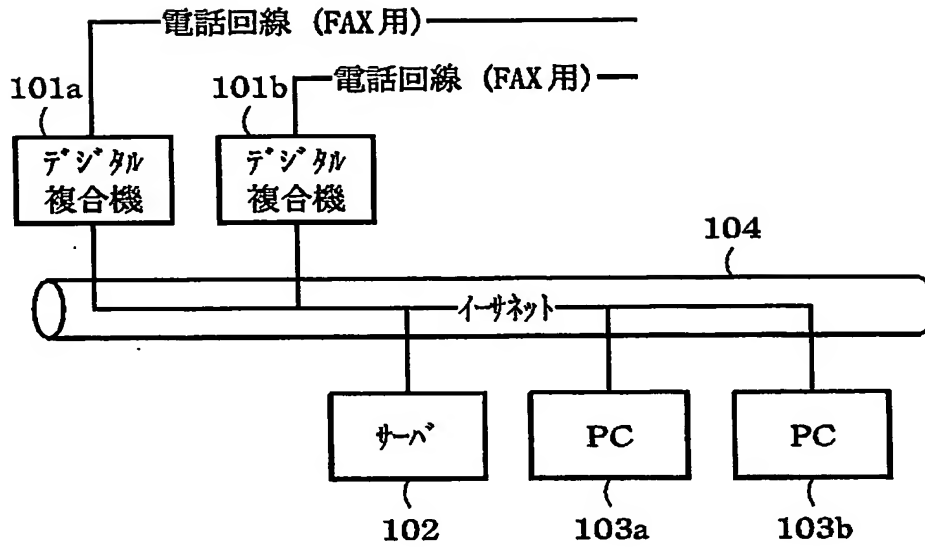 電話回線 (FAX用)
電話回線 (FAX用)
101a
101b
デジタル
複合機
デジタル
複合機
104
イーサネット
サーバ
PC
PC
102
103a
103b